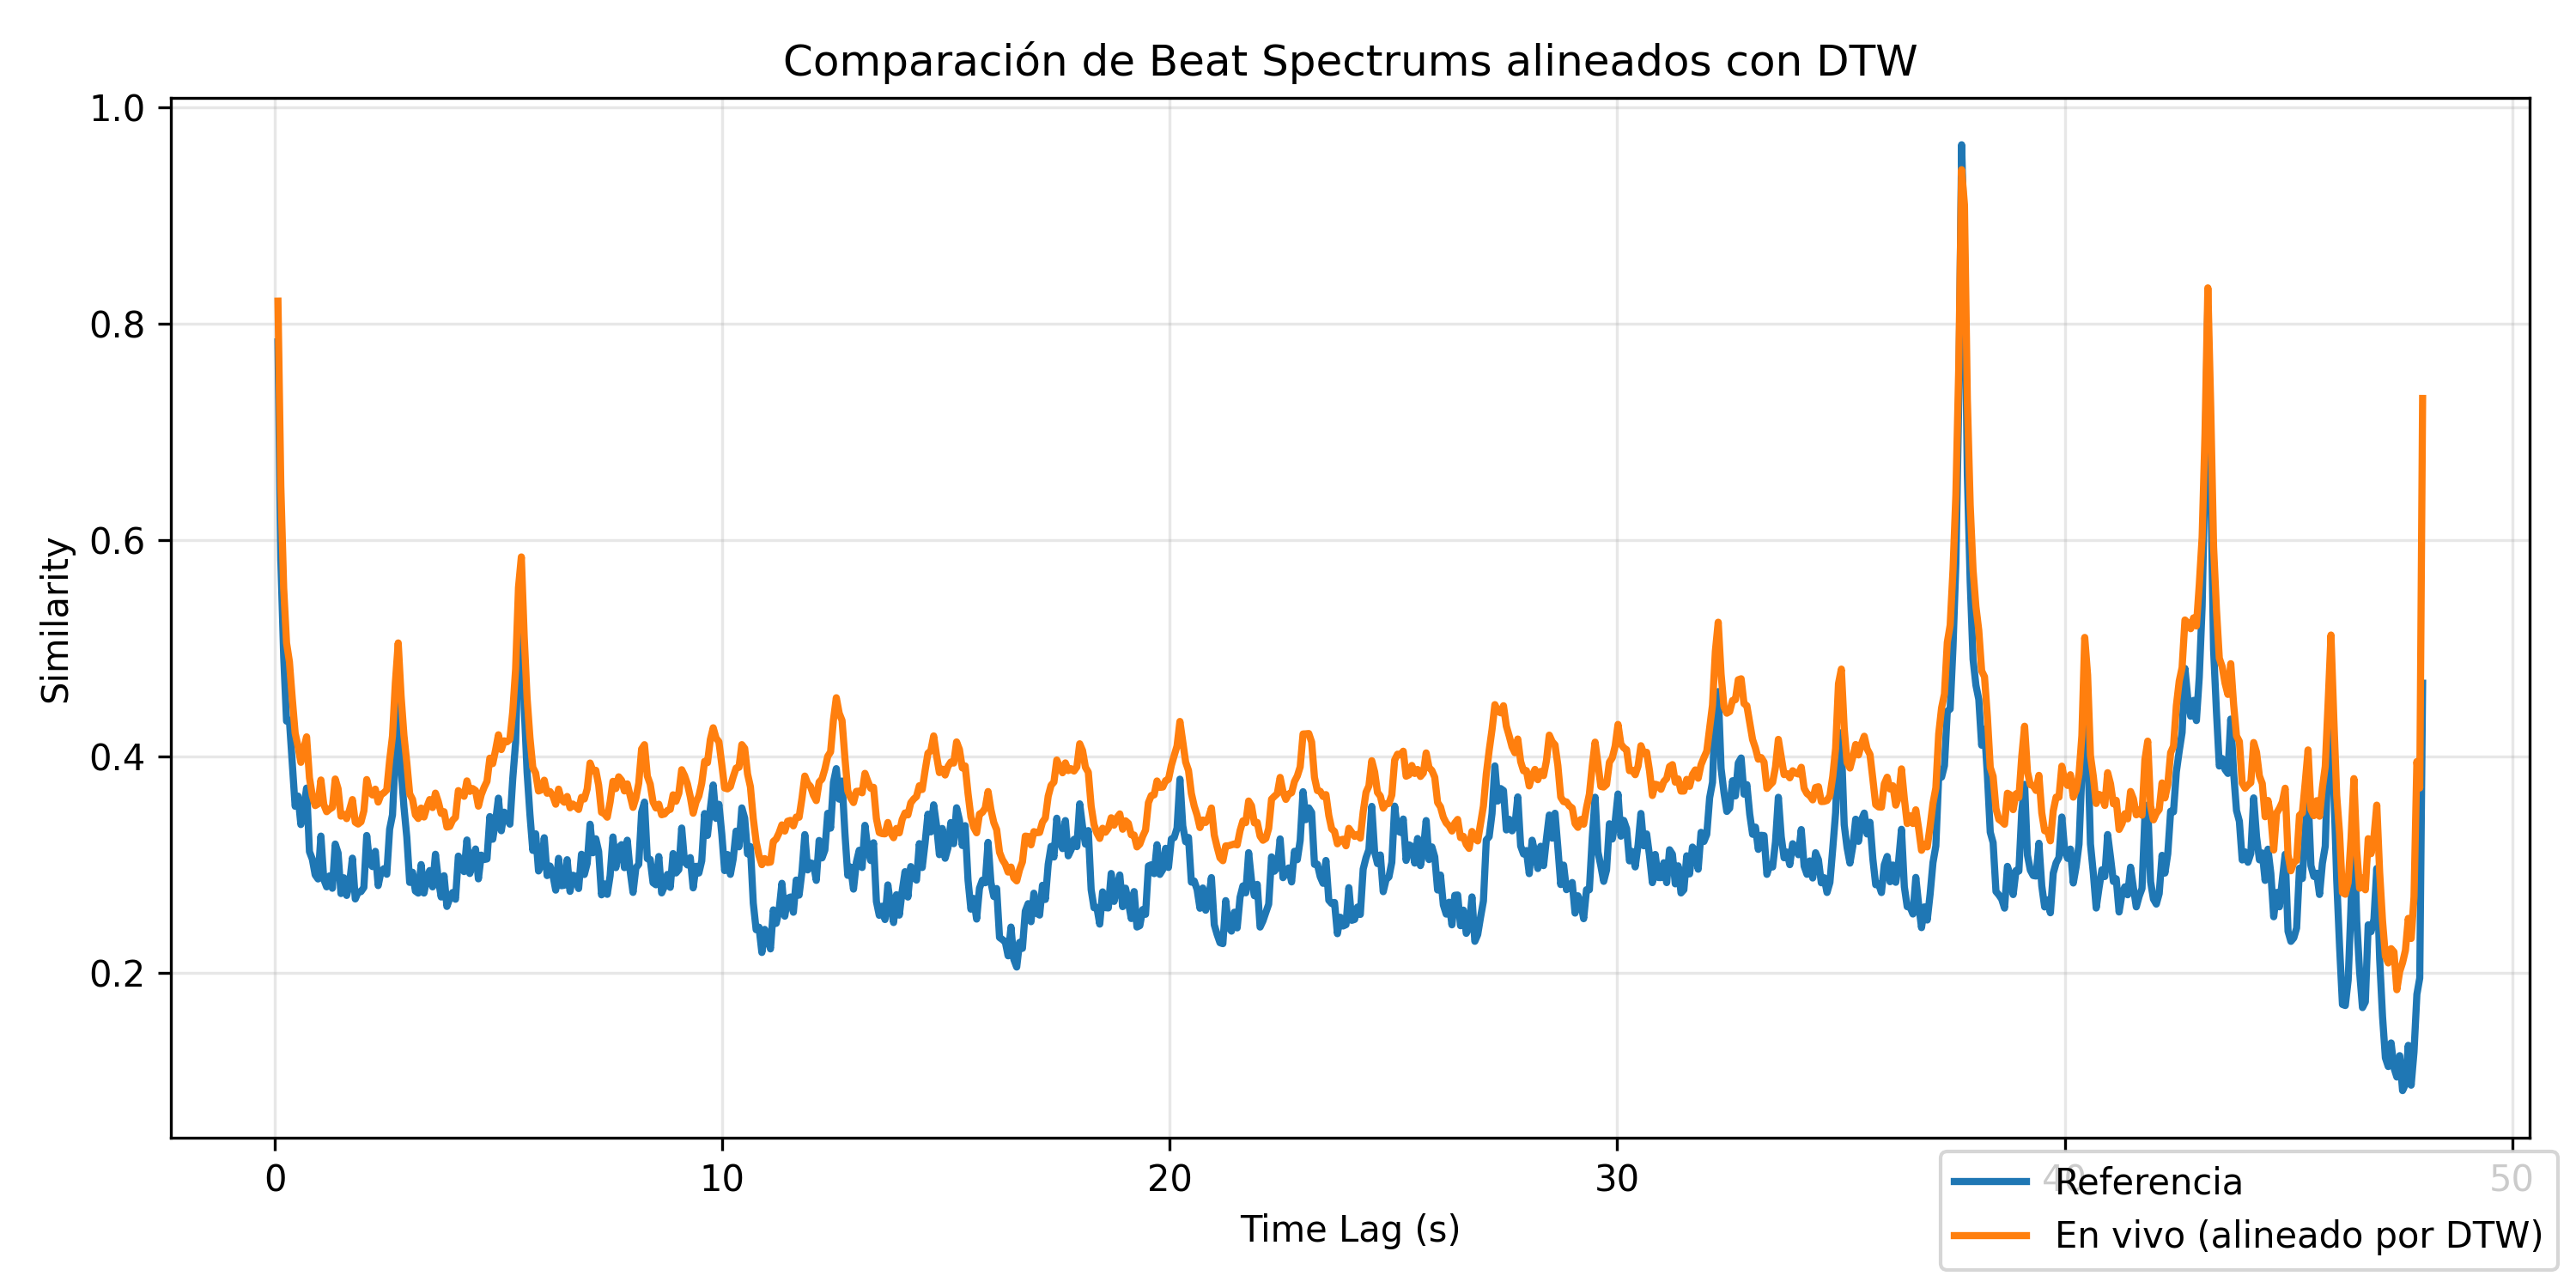 Comparación de Beat Spectrums alineados con DTW
1.0
0.8
0.6
0.4
0.2
Similarity
0 10 20 30 40 50
Time Lag (s)
Referencia
En vivo (alineado por DTW)